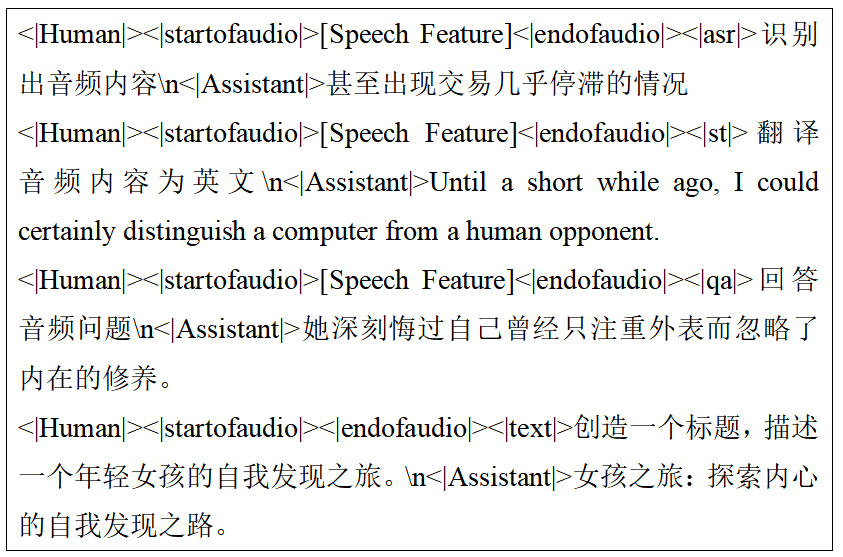 <|Human|><|startofaudio|>[Speech Feature]<|endofaudio|><|asr|>识别
出音频内容\n<|Assistant|>甚至出现交易几乎停滞的情况
<|Human|><|startofaudio|>[Speech Feature]<|endofaudio|><|st|>翻译
音频内容为英文\n<|Assistant|>Until a short while ago, I could
certainly distinguish a computer from a human opponent.
<|Human|><|startofaudio|>[Speech Feature]<|endofaudio|><|qa|>回答
音频问题\n<|Assistant|>她深刻悔过自己曾经只注重外表而忽略了
内在的修养。
<|Human|><|startofaudio|><|endofaudio|><|text|>创造一个标题，描述
一个年轻女孩的自我发现之旅。\n<|Assistant|>女孩之旅：探索内心
的自我发现之路。